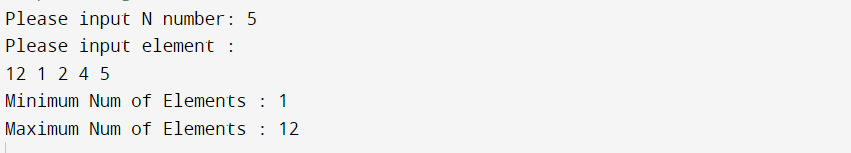 Please input N number: 5
Please input element :
12 1 2 4 5
Minimum Num of Elements : 1
Maximum Num of Elements : 12